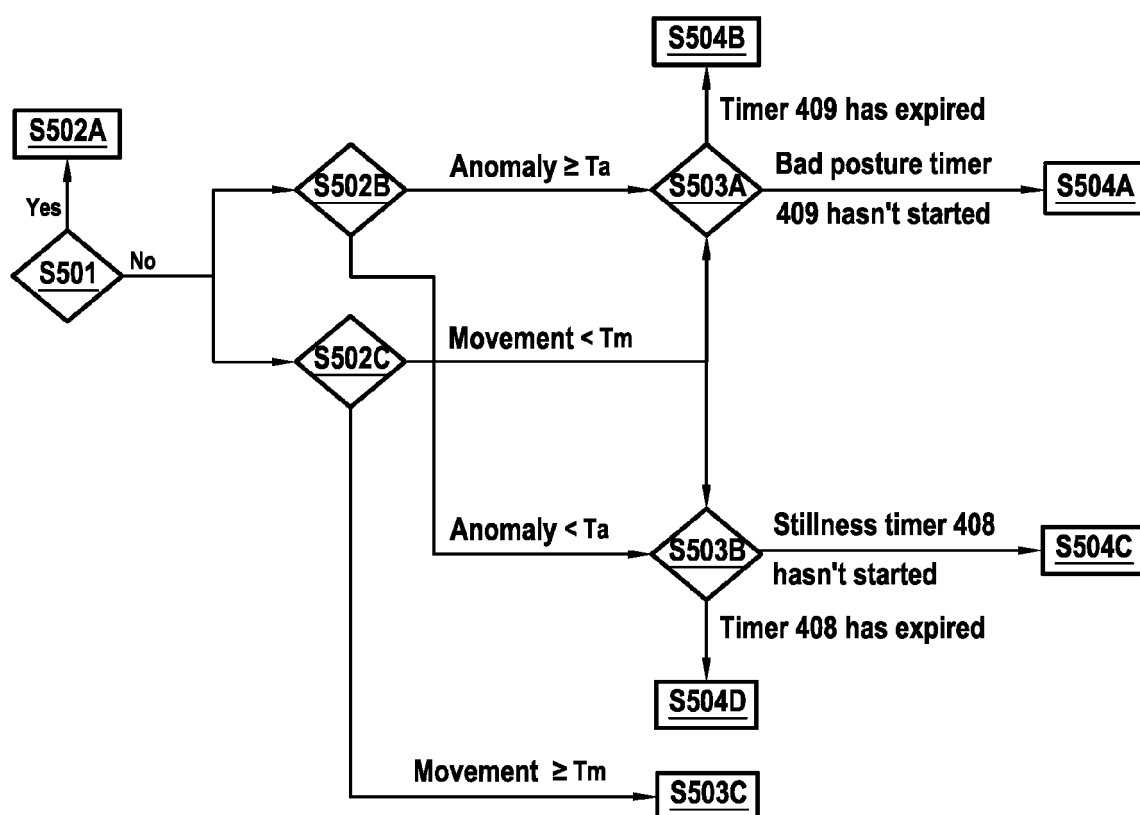 S504B
Timer 409 has expired
S502A
Yes
S502B
Anomaly ≥ Ta
S503A
Bad posture timer
409 hasn't started
S504A
S501
No
S502C
Movement < Tm
Anomaly < Ta
S503B
Stillness timer 408
hasn't started
S504C
Timer 408 has expired
S504D
Movement ≥ Tm
S503C